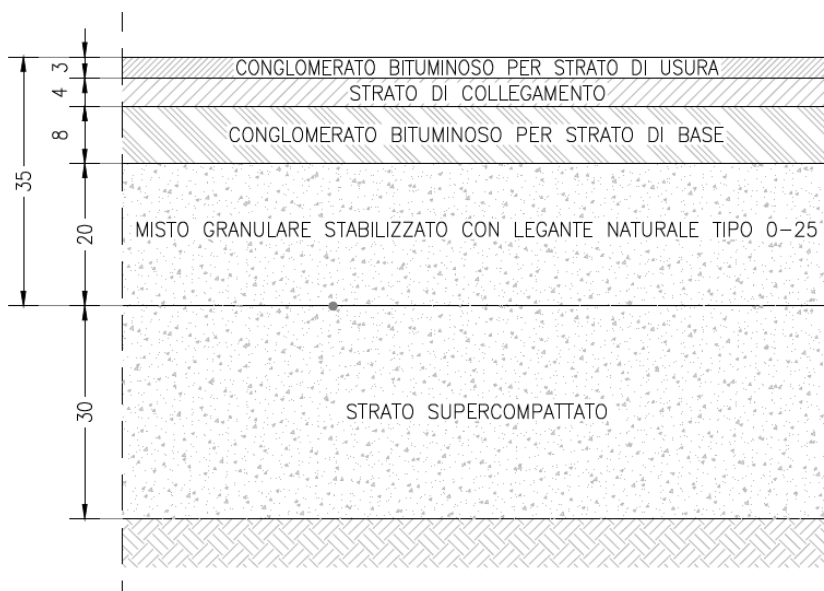 3
CONGLOMERATO BITUMINOSO PER STRATO DI USURA
4
STRATO DI COLLEGAMENTO
8
CONGLOMERATO BITUMINOSO PER STRATO DI BASE
35
20
MISTO GRANULARE STABILIZZATO CON LEGANTE NATURALE TIPO 0-25
30
STRATO SUPERCOMPATTATO